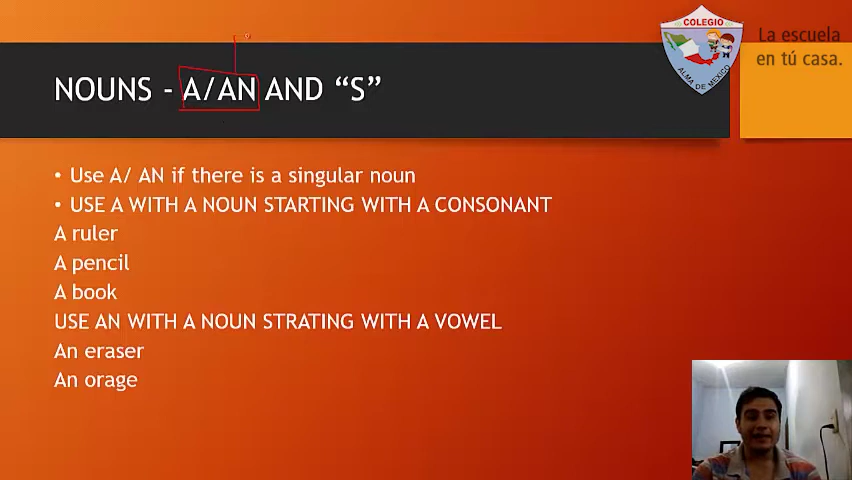 COLEGIO
ALMA DE MEXICO
La escuela
en tú casa.
NOUNS - A/AN AND “S”
• Use A/ AN if there is a singular noun
• USE A WITH A NOUN STARTING WITH A CONSONANT
A ruler
A pencil
A book
USE AN WITH A NOUN STRATING WITH A VOWEL
An eraser
An orage